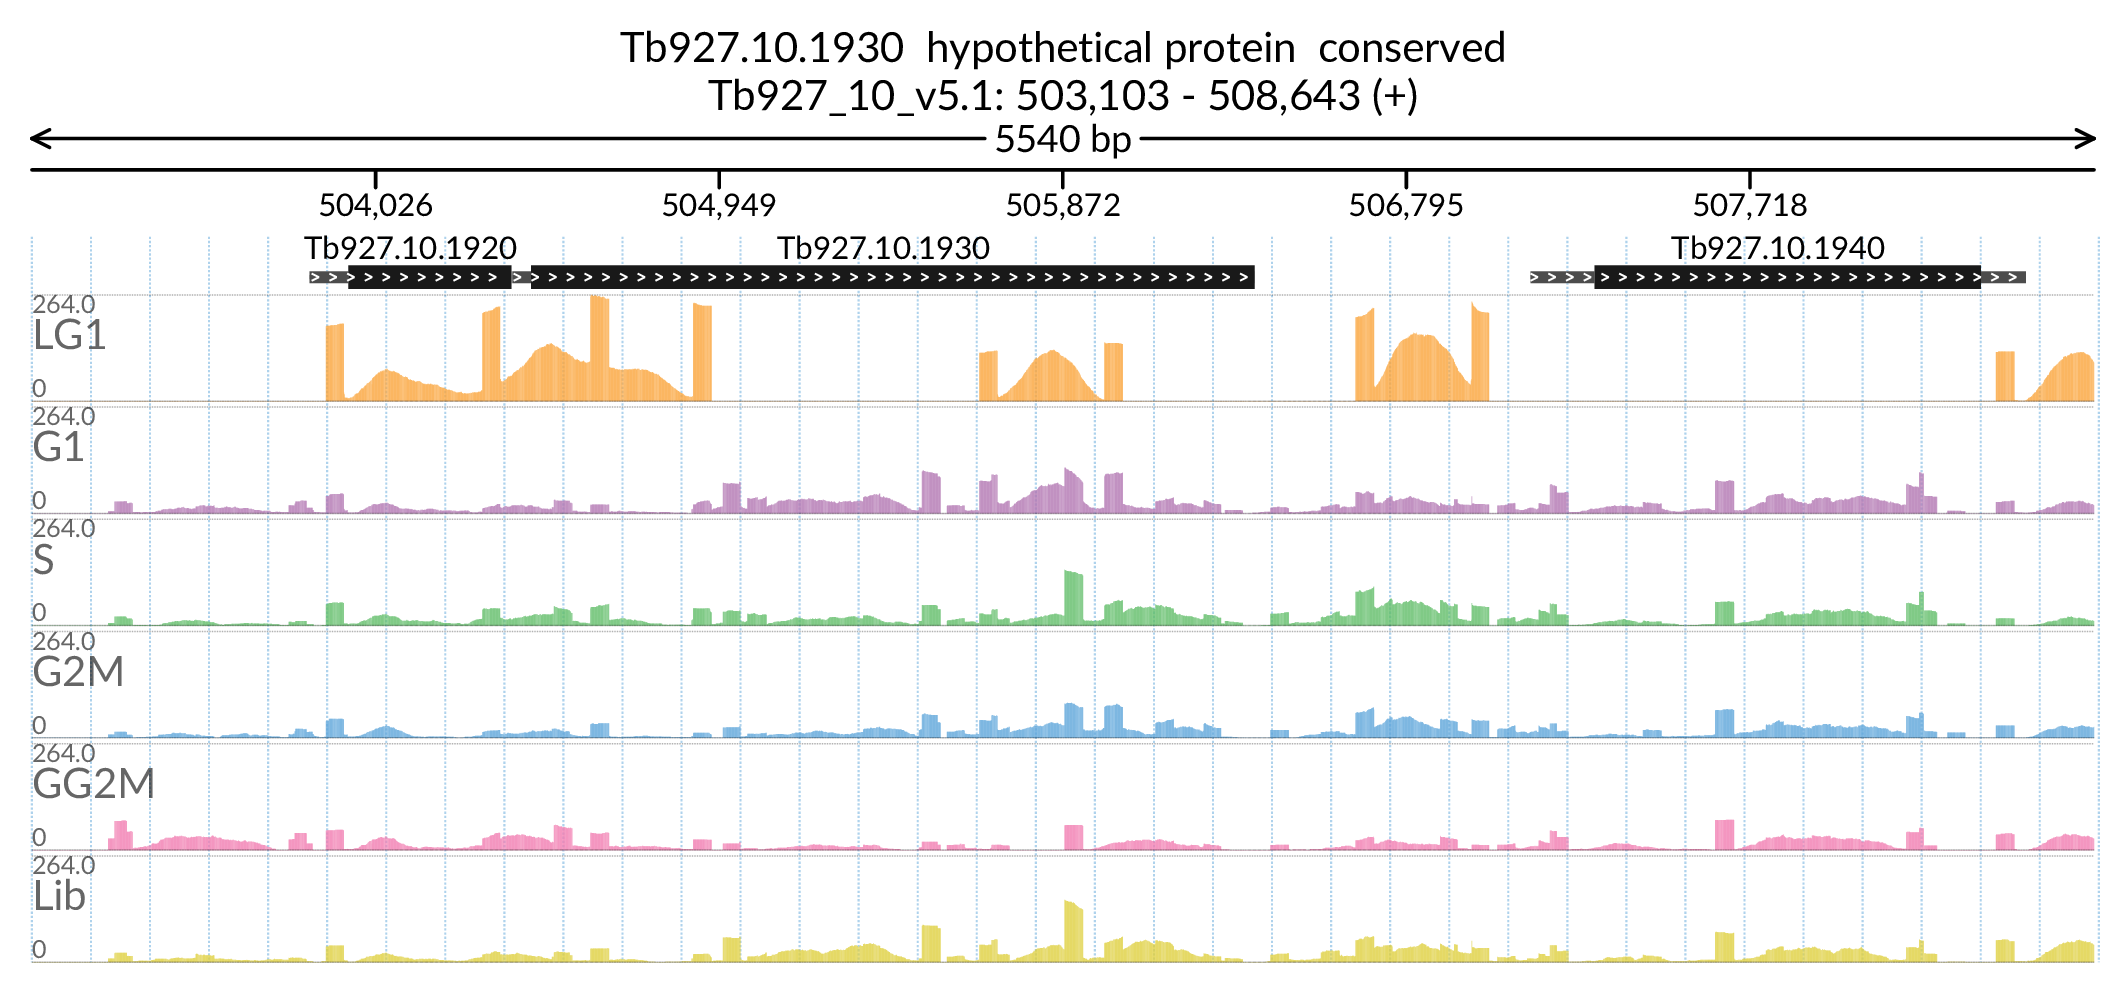 Tb927.10.1930 hypothetical protein conserved
Tb927_10_v5.1: 503,103 - 508,643 (+)
5540 bp
504,026 504,949 505,872 506,795 507,718
Tb927.10.1920 Tb927.10.1930 Tb927.10.1940
264.0
LG1
0
264.0
G1
0
264.0
S
0
264.0
G2M
0
264.0
GG2M
0
264.0
Lib
0